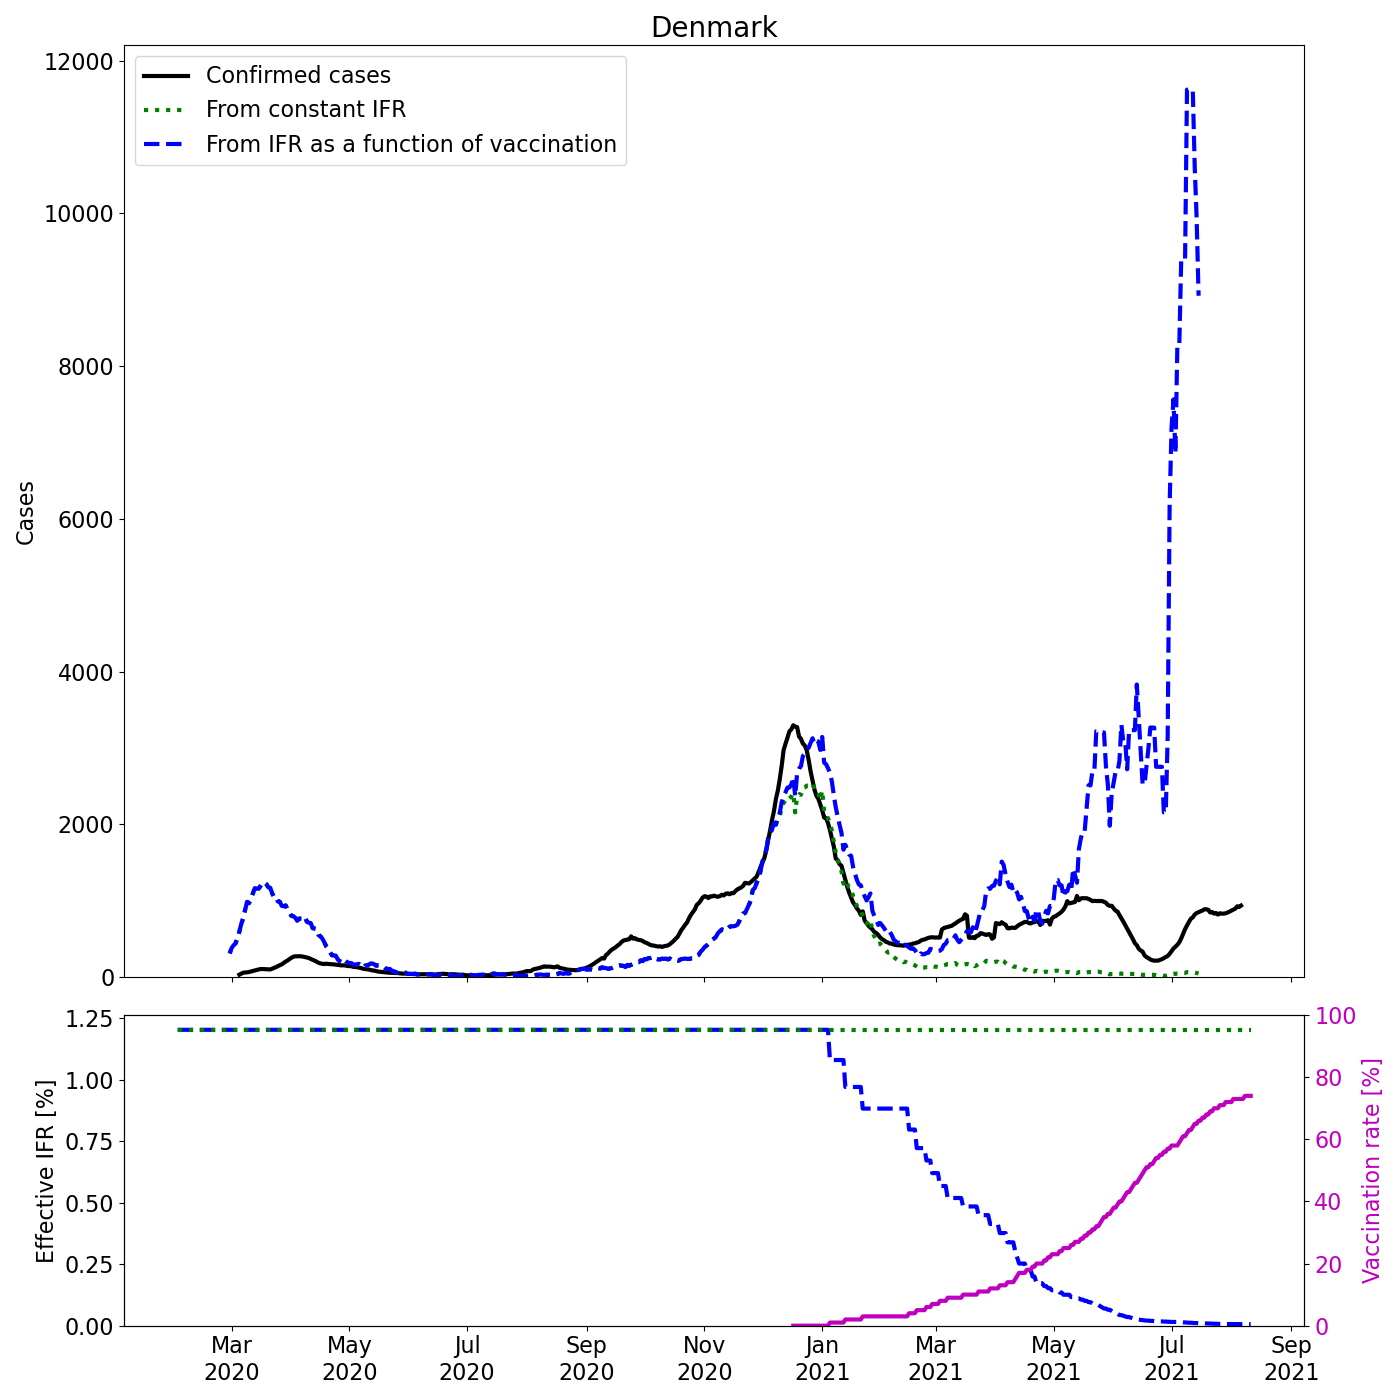 Denmark
12000
10000
8000
6000
4000
2000
0
Cases
Confirmed cases
From constant IFR
From IFR as a function of vaccination
1.25
1.00
0.75
0.50
0.25
0.00
Effective IFR [%]
100
80
60
40
20
0
Vaccination rate [%]
Mar May Jul Sep Nov Jan Mar May Jul Sep
2020 2020 2020 2020 2020 2021 2021 2021 2021 2021